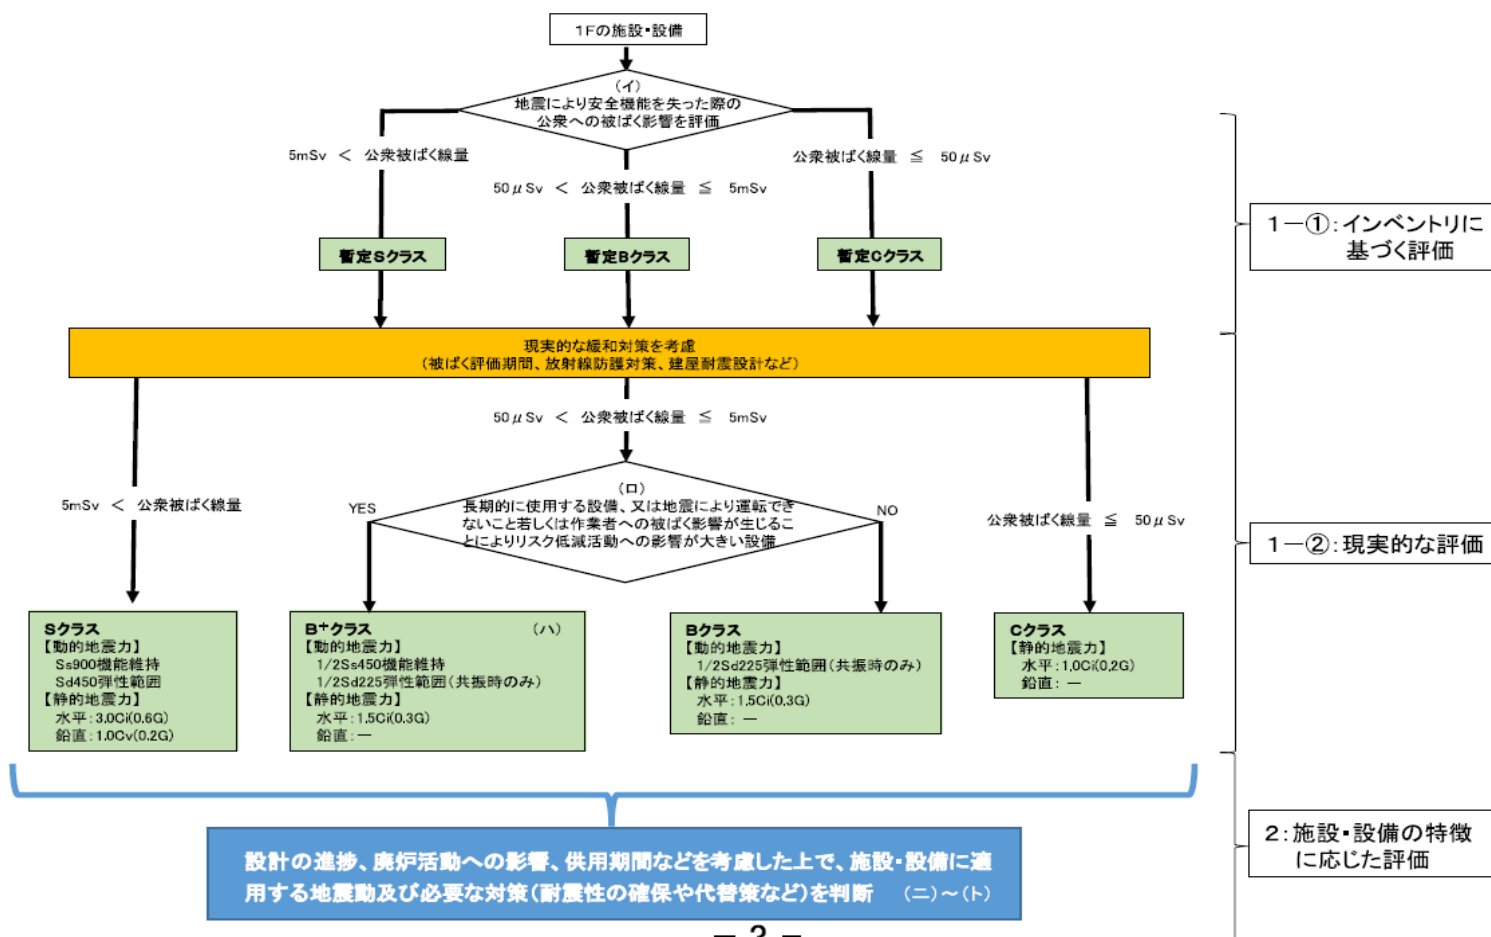 1Fの施設・設備
(イ)
地震により安全機能を失った際の
公衆への被ばく影響を評価
5mSv ＜ 公衆被ばく線量
50μSv ＜ 公衆被ばく線量 ≦ 5mSv
公衆被ばく線量 ≦ 50μSv
暫定Sクラス
暫定Bクラス
暫定Cクラス
1－①：インベントリに
基づく評価
現実的な緩和対策を考慮
(被ばく評価期間、放射線防護対策、建屋耐震設計など)
50μSv ＜ 公衆被ばく線量 ≦ 5mSv
5mSv ＜ 公衆被ばく線量
YES
(ロ)
長期的に使用する設備、又は地震により運転でき
ないこと若しくは作業者への被ばく影響が生じるこ
とによりリスク低減活動への影響が大きい設備
NO
公衆被ばく線量 ≦ 50μSv
1－②：現実的な評価
Sクラス
【動的地震力】
Ss900機能維持
Sd450弾性範囲
【静的地震力】
水平：3.0Ci(0.6G)
鉛直：1.0Cv(0.2G)
B⁺クラス (ハ)
【動的地震力】
1/2Ss450機能維持
1/2Sd225弾性範囲(共振時のみ)
【静的地震力】
水平：1.5Ci(0.3G)
鉛直：－
Bクラス
【動的地震力】
1/2Sd225弾性範囲(共振時のみ)
【静的地震力】
水平：1.5Ci(0.3G)
鉛直： －
Cクラス
【静的地震力】
水平：1.0Ci(0.2G)
鉛直： －
設計の進捗、廃炉活動への影響、供用期間などを考慮した上で、施設・設備に適
用する地震動及び必要な対策(耐震性の確保や代替策など)を判断 (ニ)～(ト)
2：施設・設備の特徴
に応じた評価